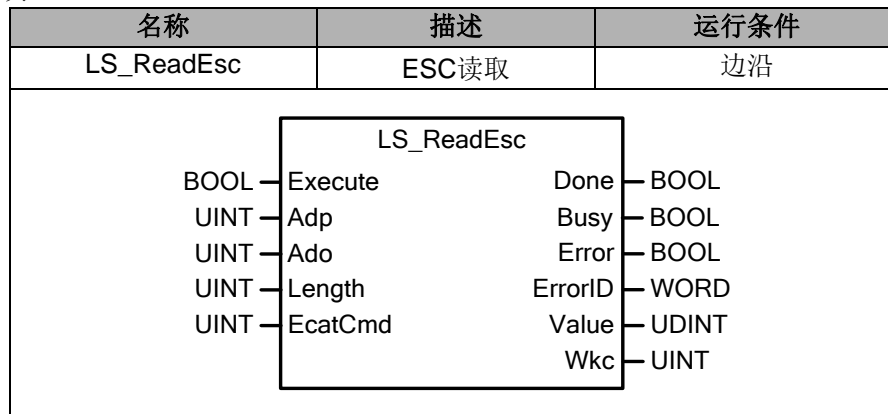 名称 描述 运行条件
LS_ReadEsc ESC读取 边沿
LS_ReadEsc
BOOL Execute Done BOOL
UINT Adp Busy BOOL
UINT Ado Error BOOL
UINT Length ErrorID WORD
UINT EcatCmd Value UDINT
Wkc UINT